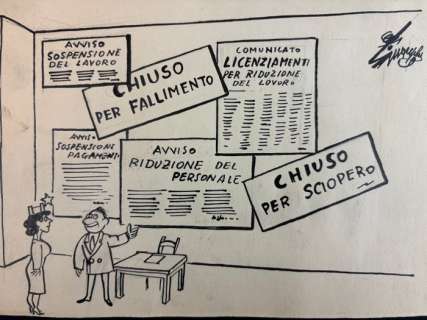 AVVISO
SOSPENSIONE
DEL LAVORO
CHIUSO
PER FALLIMENTO
COMUNICATO
LICENZIAMENTI
PER RIDUZIONE
DEL LOVORO
AVVISO
SOSPENSIONE
PAGAMENTI
AVVISO
RIDUZIONE DEL
PERSONALE
CHIUSO
PER SCIOPERO